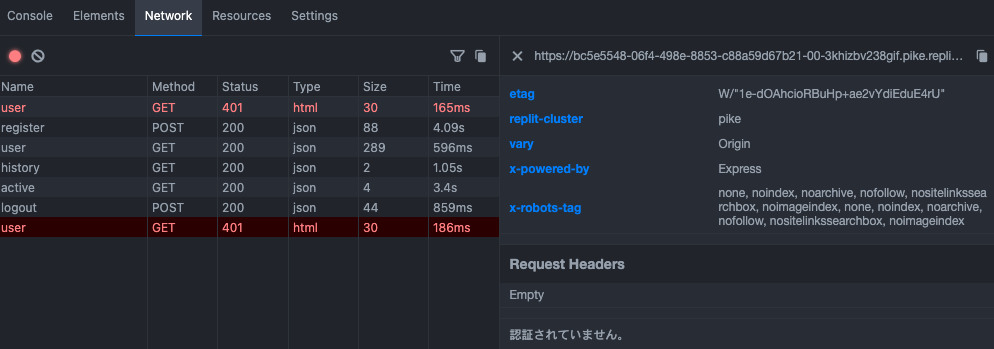 Console Elements Network Resources Settings
https://bc5e5548-06f4-498e-8853-c88a59d67b21-00-3khizbv238gif.pike.repli...
Name Method Status Type Size Time
user GET 401 html 30 165ms
register POST 200 json 88 4.09s
user GET 200 json 289 596ms
history GET 200 json 2 1.05s
active GET 200 json 4 3.4s
logout POST 200 json 44 859ms
user GET 401 html 30 186ms
etag W/"1e-dOAhcioRBuHp+ae2vYdiEduE4rU"
replit-cluster pike
vary Origin
x-powered-by Express
x-robots-tag none, noindex, noarchive, nofollow, nositelinkssea
rchbox, noimageindex, none, noindex, noarchive,
nofollow, nositelinkssearchbox, noimageindex
Request Headers
Empty
認証されていません。